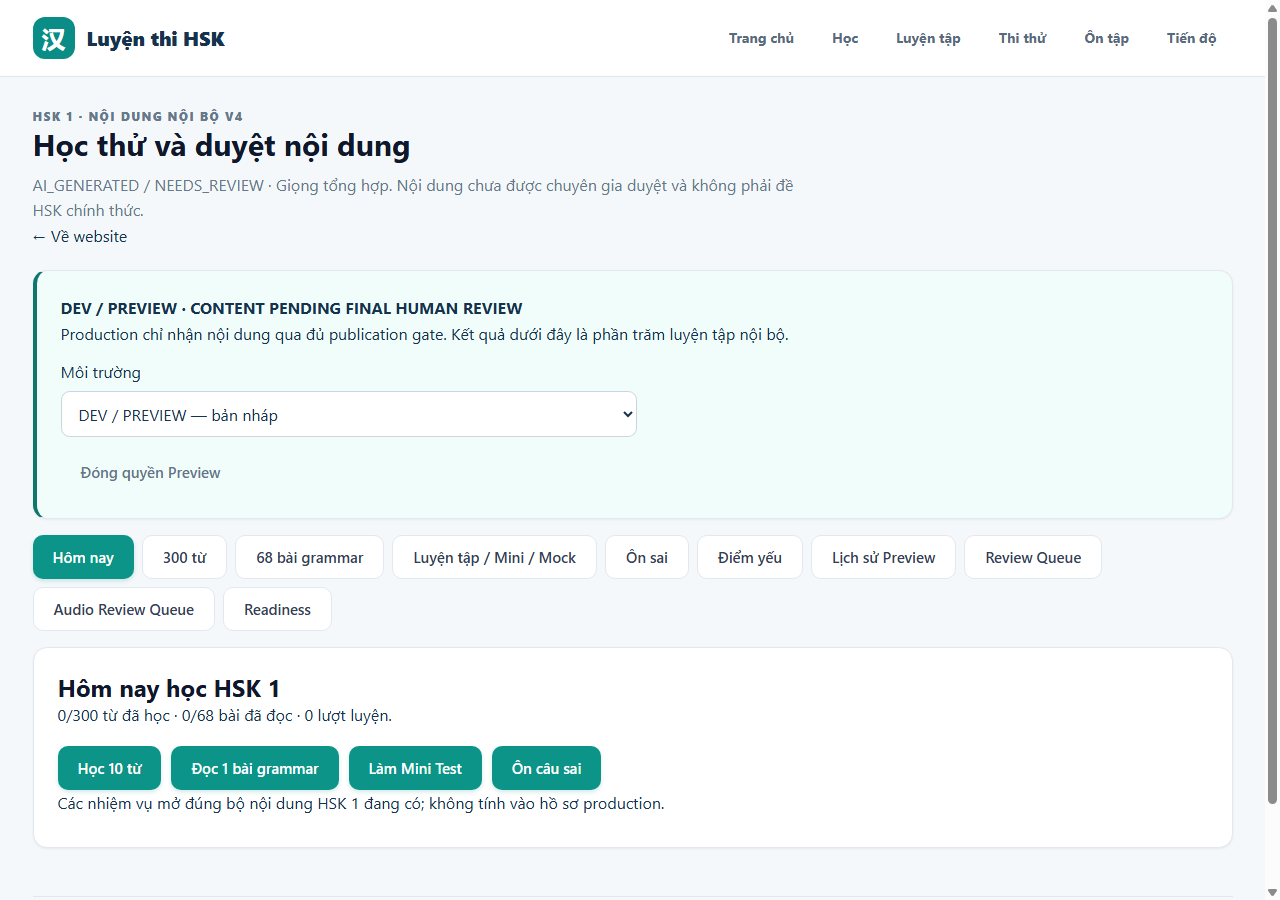 汉 Luyện thi HSK
Trang chủ Học Luyện tập Thi thử Ôn tập Tiến độ
HSK 1 · NỘI DUNG NỘI BỘ V4
Học thử và duyệt nội dung
AI_GENERATED / NEEDS_REVIEW · Giọng tổng hợp. Nội dung chưa được chuyên gia duyệt và không phải đề
HSK chính thức.
← Về website
DEV / PREVIEW · CONTENT PENDING FINAL HUMAN REVIEW
Production chỉ nhận nội dung qua đủ publication gate. Kết quả dưới đây là phần trăm luyện tập nội bộ.
Môi trường
DEV / PREVIEW — bản nháp
Đóng quyền Preview
Hôm nay 300 từ 68 bài grammar Luyện tập / Mini / Mock Ôn sai Điểm yếu Lịch sử Preview Review Queue
Audio Review Queue Readiness
Hôm nay học HSK 1
0/300 từ đã học · 0/68 bài đã đọc · 0 lượt luyện.
Học 10 từ Đọc 1 bài grammar Làm Mini Test Ôn câu sai
Các nhiệm vụ mở đúng bộ nội dung HSK 1 đang có; không tính vào hồ sơ production.